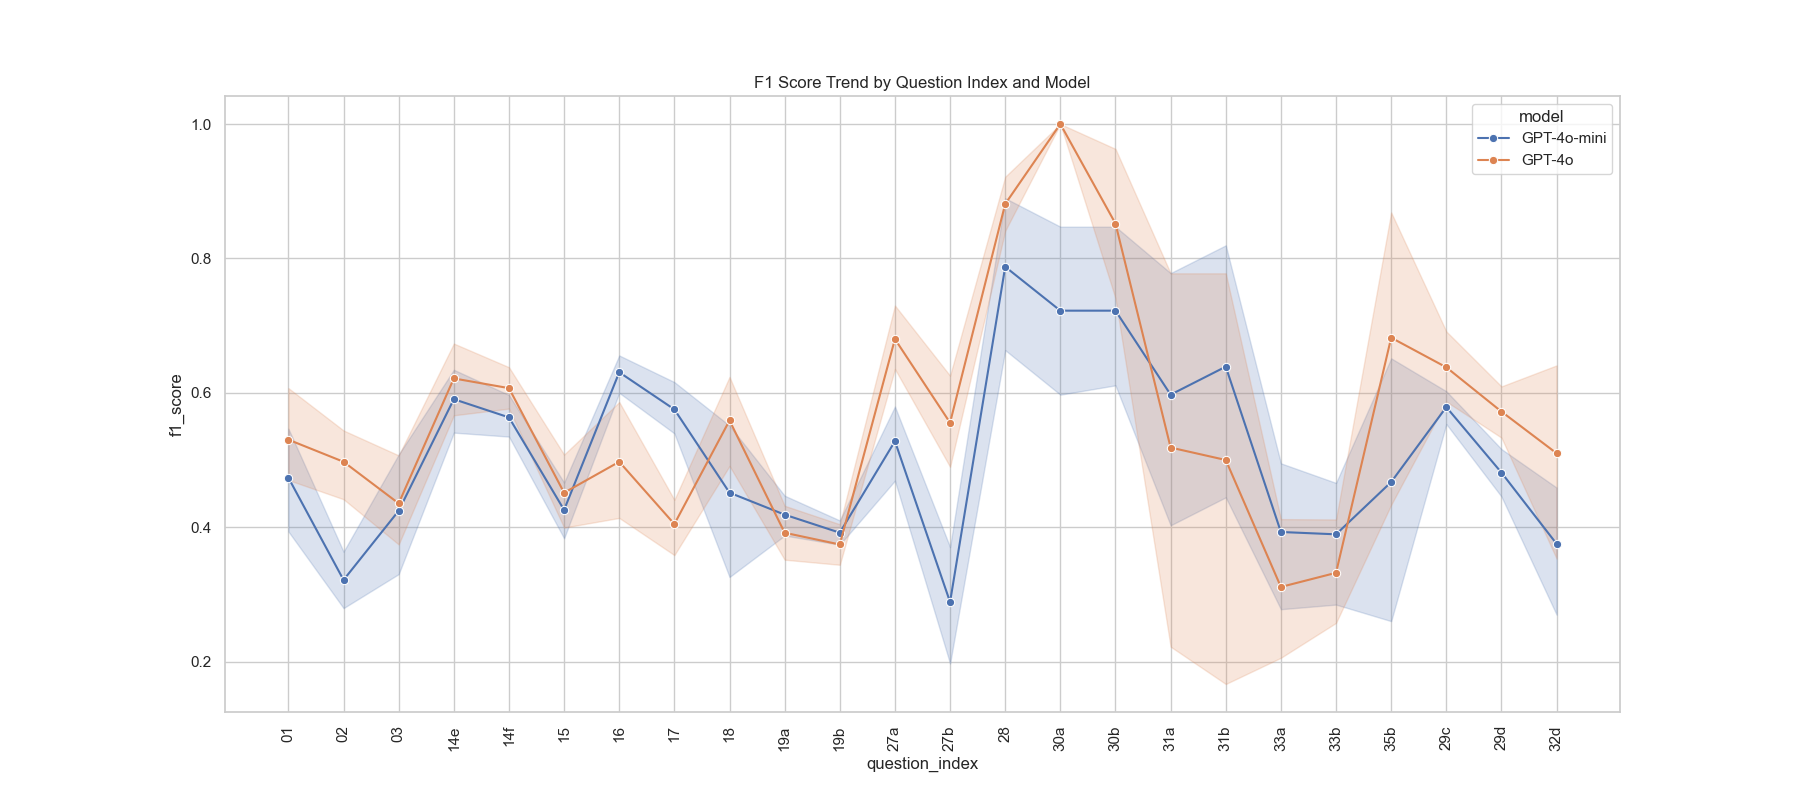 F1 Score Trend by Question Index and Model
model
GPT-4o-mini
GPT-4o
f1_score
1.0
0.8
0.6
0.4
0.2
01 02 03 14e 14f 15 16 17 18 19a 19b 27a 27b 28 30a 30b 31a 31b 33a 33b 35b 29c 29d 32d
question_index